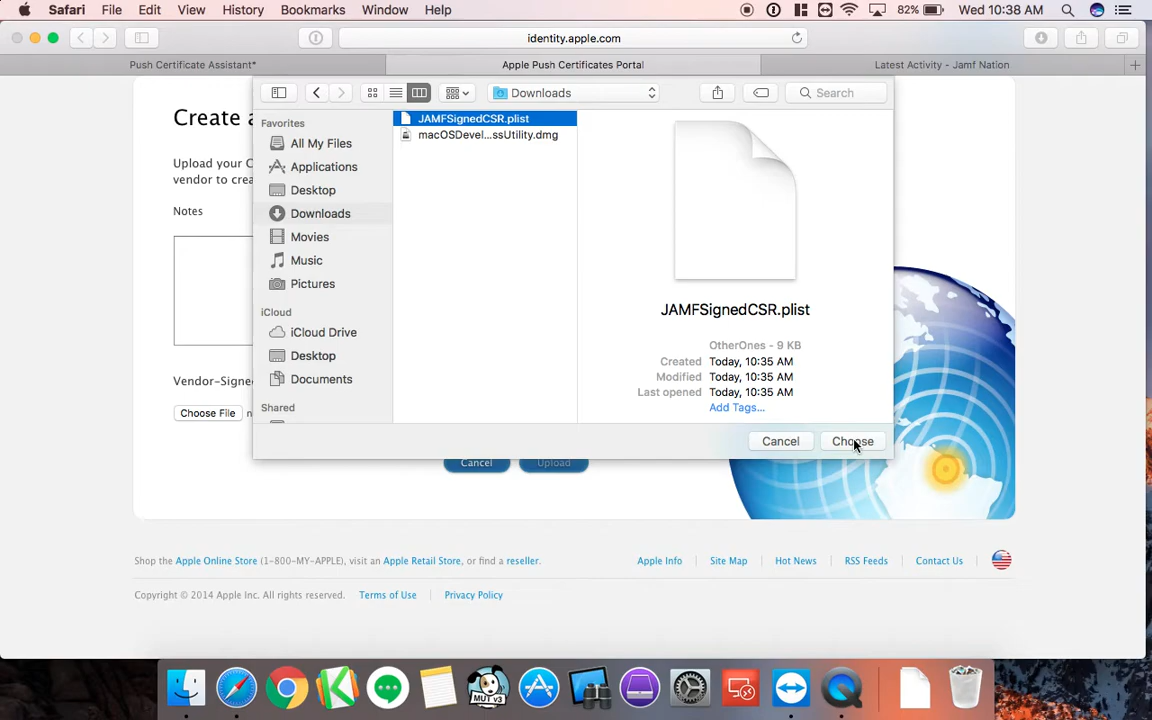 Safari File Edit View History Bookmarks Window Help 82% Wed 10:38 AM
identity.apple.com
Push Certificate Assistant* Apple Push Certificates Portal Latest Activity - Jamf Nation
Downloads Search
Create a
Upload your C
vendor to crea
Notes
Vendor-Signe
Choose File n
Favorites
All My Files
Applications
Desktop
Downloads
Movies
Music
Pictures
iCloud
iCloud Drive
Desktop
Documents
Shared
JAMFSignedCSR.plist
macOSDevel...ssUtility.dmg
JAMFSignedCSR.plist
OtherOnes - 9 KB
Created Today, 10:35 AM
Modified Today, 10:35 AM
Last opened Today, 10:35 AM
Add Tags...
Cancel Choose
Cancel Upload
Shop the Apple Online Store (1-800-MY-APPLE), visit an Apple Retail Store, or find a reseller. Apple Info Site Map Hot News RSS Feeds Contact Us
Copyright © 2014 Apple Inc. All rights reserved. Terms of Use Privacy Policy
MUT v3